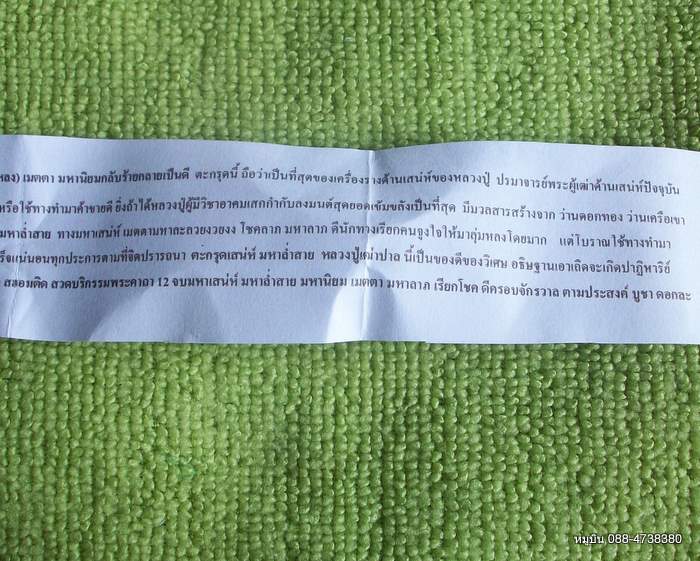 หลง) เมตตา มหานิยมกลับร้ายกลายเป็นดี ตะกรุดนี้ ถือว่าเป็นที่สุดของเครื่องรางด้านเสน่ห์ของหลวงปู่ ปรมาจารย์พระผู้เฒ่าด้านเสน่ห์ปัจจุบัน
หรือใช้ทางทำมาค้าขายดี ยิ่งถ้าได้หลวงปู่ผู้มีวิชาอาคมเสกกำกับลงมนต์สุดยอดเข้มขลังเป็นที่สุด มีมวลสารสร้างจาก ว่านดอกทอง ว่านเครือเขา
มหาล่ำสาย ทางมหาเสน่ห์ เมตตามหาละลวยงวยงง โชคลาภ มหาลาภ ดีนักทางเรียกคนจูงใจให้มาลุ่มหลงโดยมาก แต่โบราณใช้ทางทำมา
ร็จแน่นอนทุกประการตามที่จิตปรารถนา ตะกรุดเสน่ห์ มหาล่ำสาย หลวงปู่เฒ่าปาล นี้เป็นของดีของวิเศษ อธิษฐานเอาเถิดจะเกิดปาฏิหาริย์
สวดบริกรรมพระคาถา 12 จบมหาเสน่ห์ มหาล่ำสาย มหานิยม เมตตา มหาลาภ เรียกโชค ดีครอบจักรวาล ตามประสงค์ บูชา ดอกละ
หมูบิน 088-4738380